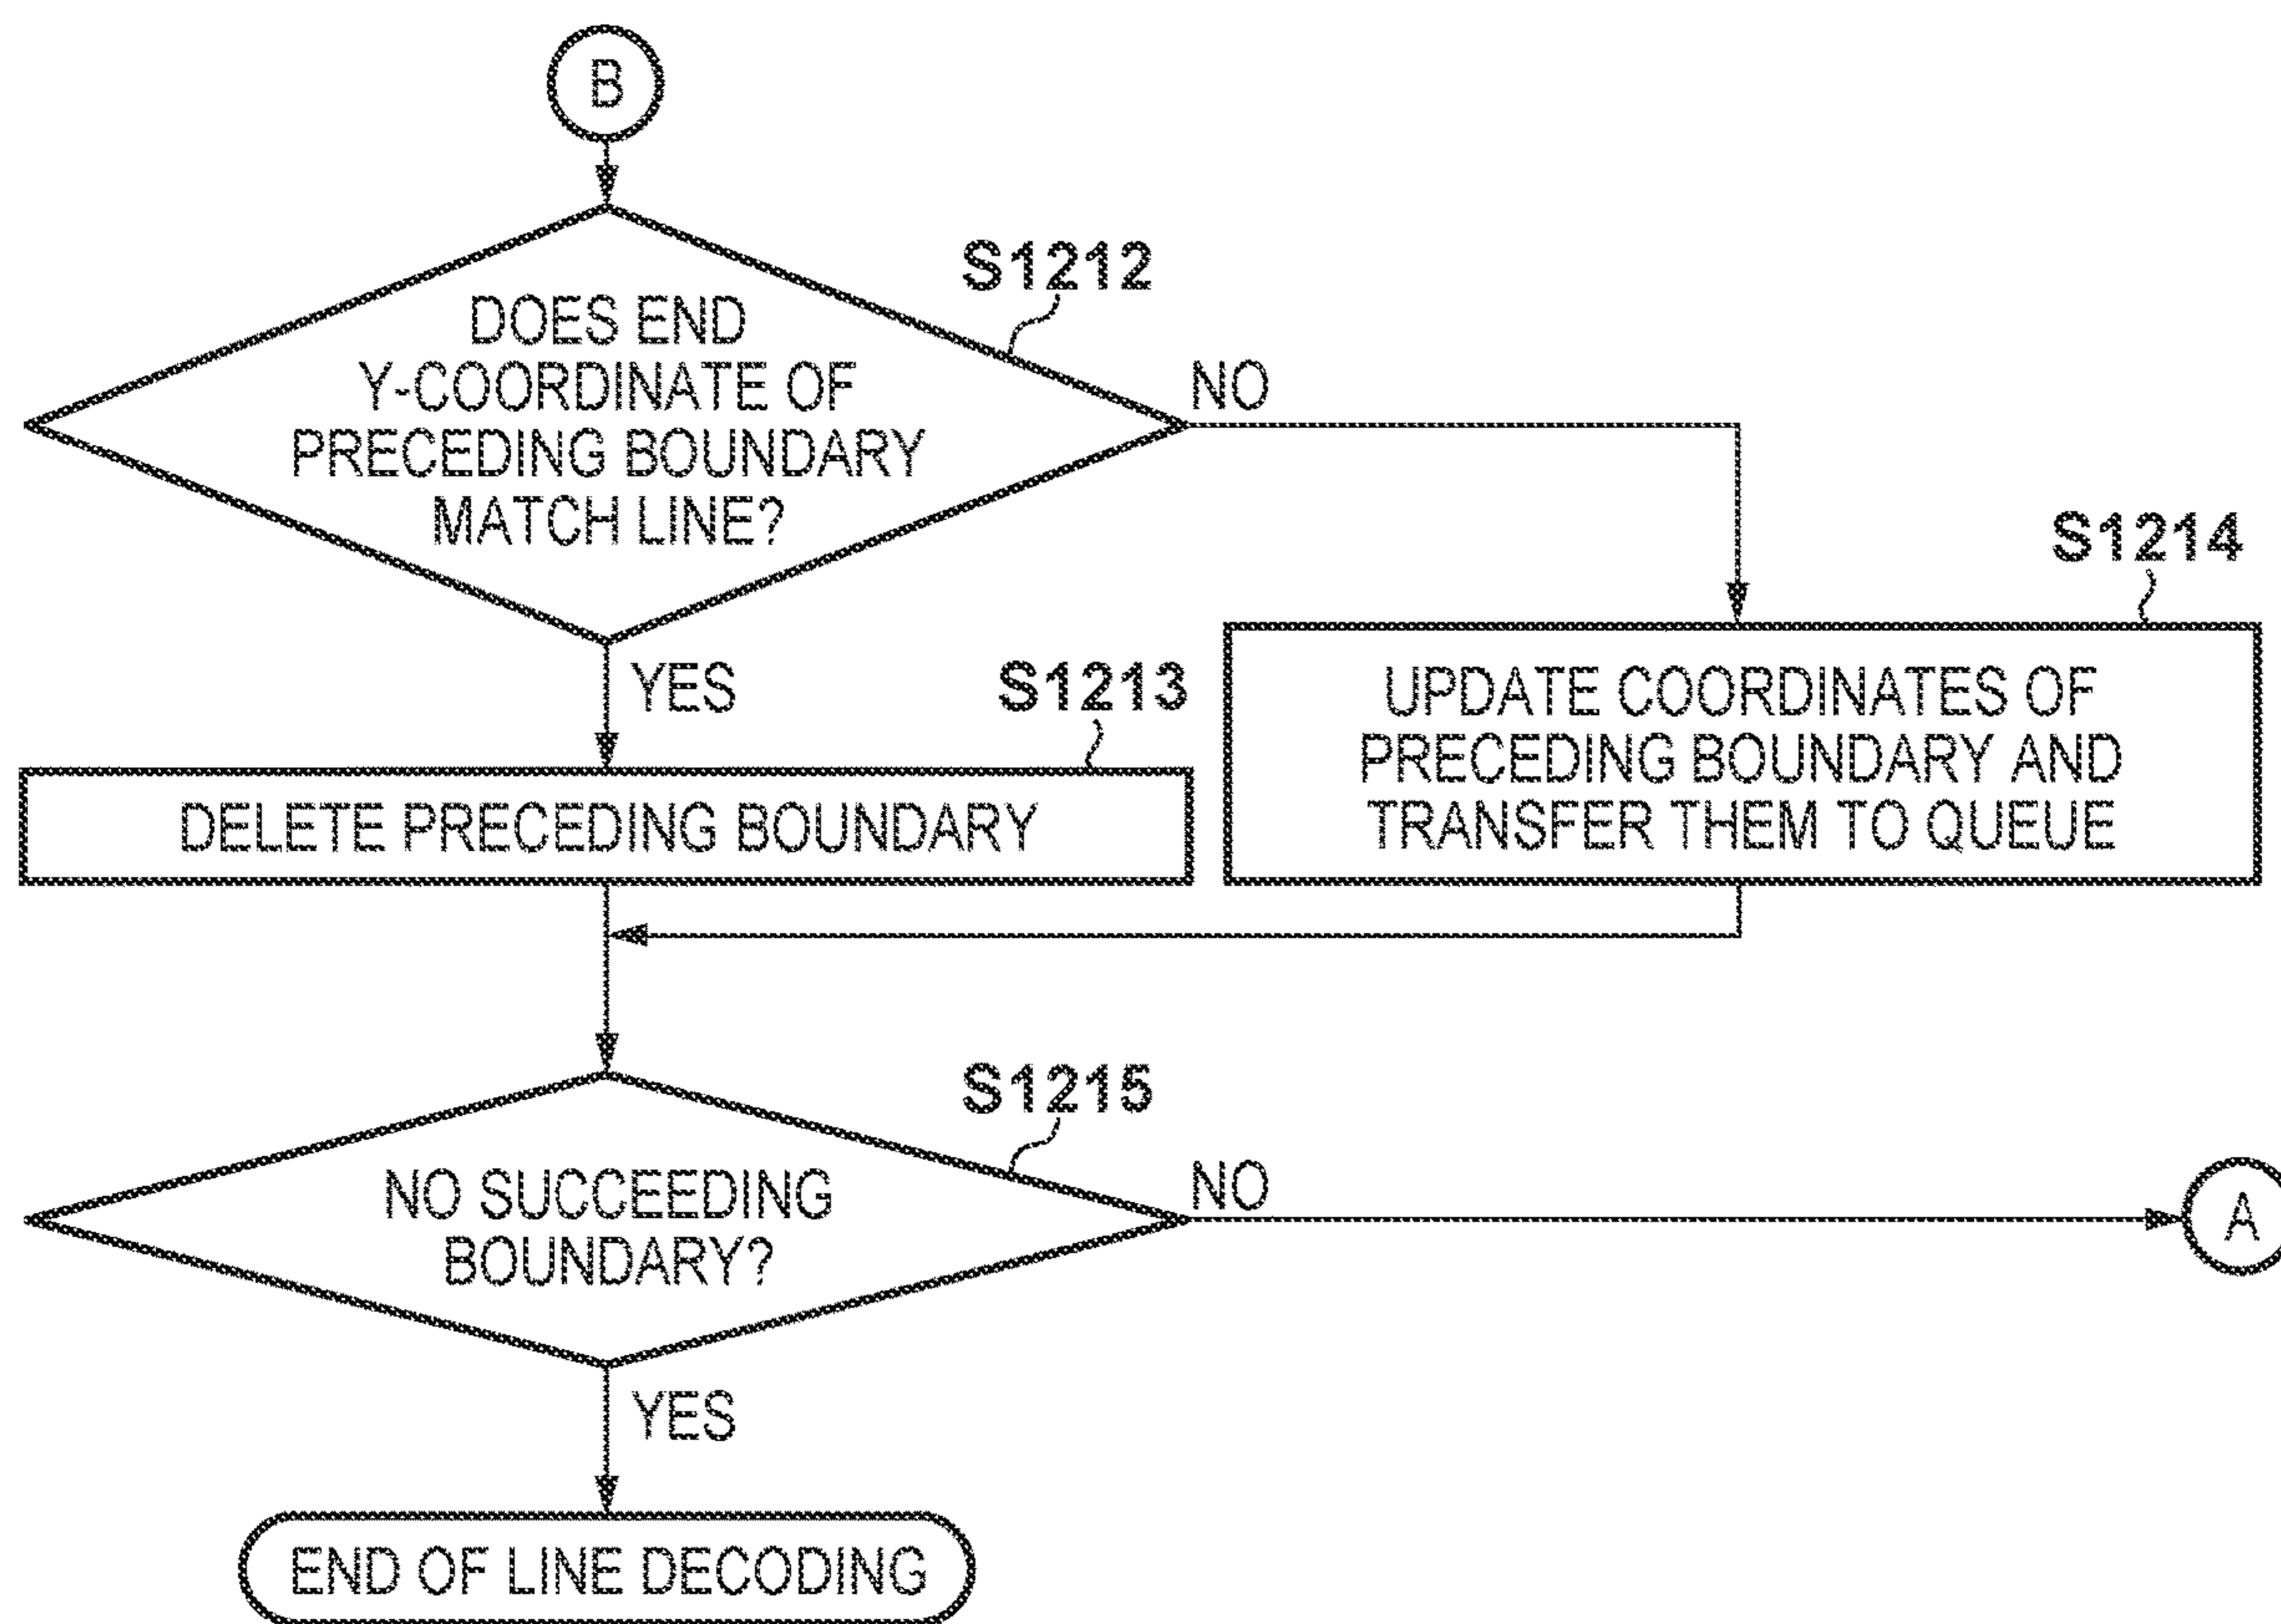 B
S1212
DOES END
Y-COORDINATE OF
PRECEDING BOUNDARY
MATCH LINE?
NO
YES
S1213
S1214
DELETE PRECEDING BOUNDARY
UPDATE COORDINATES OF
PRECEDING BOUNDARY AND
TRANSFER THEM TO QUEUE
S1215
NO SUCCEEDING
BOUNDARY?
NO
A
YES
END OF LINE DECODING